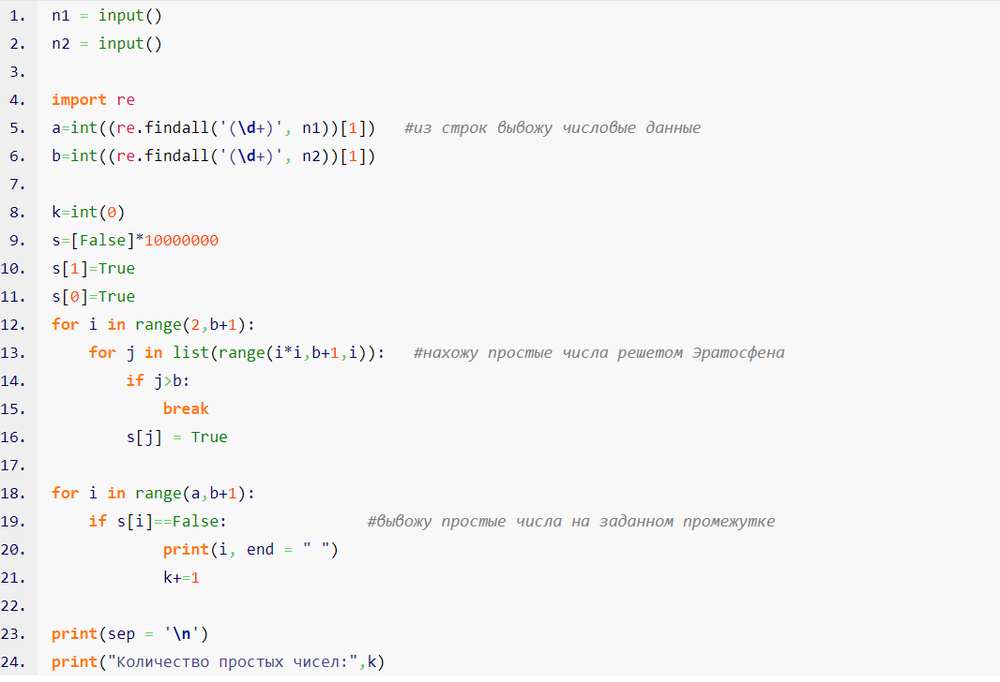 1. n1 = input()
2. n2 = input()
3.
4. import re
5. a=int((re.findall('(\d+)', n1))[1])   #из строк вывожу числовые данные
6. b=int((re.findall('(\d+)', n2))[1])
7.
8. k=int(0)
9. s=[False]*10000000
10. s[1]=True
11. s[0]=True
12. for i in range(2,b+1):
13.     for j in list(range(i*i,b+1,i)):   #нахожу простые числа решетом Эратосфена
14.         if j>b:
15.             break
16.         s[j] = True
17.
18. for i in range(a,b+1):
19.     if s[i]==False:               #вывожу простые числа на заданном промежутке
20.             print(i, end = " ")
21.             k+=1
22.
23. print(sep = '\n')
24. print("Количество простых чисел:",k)